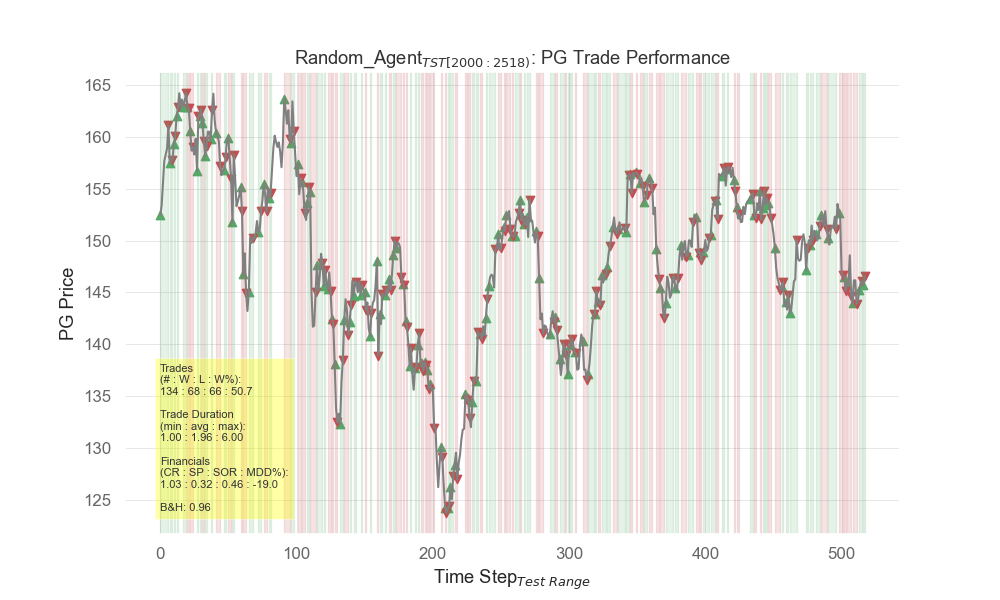 Random_Agent_TST[2000 : 2518): PG Trade Performance
165
160
155
150
145
140
135
130
125
PG Price
Trades
(# : W : L : W%):
134 : 68 : 66 : 50.7
Trade Duration
(min : avg : max):
1.00 : 1.96 : 6.00
Financials
(CR : SP : SOR : MDD%):
1.03 : 0.32 : 0.46 : -19.0
B&H: 0.96
0 100 200 300 400 500
Time Step_Test Range